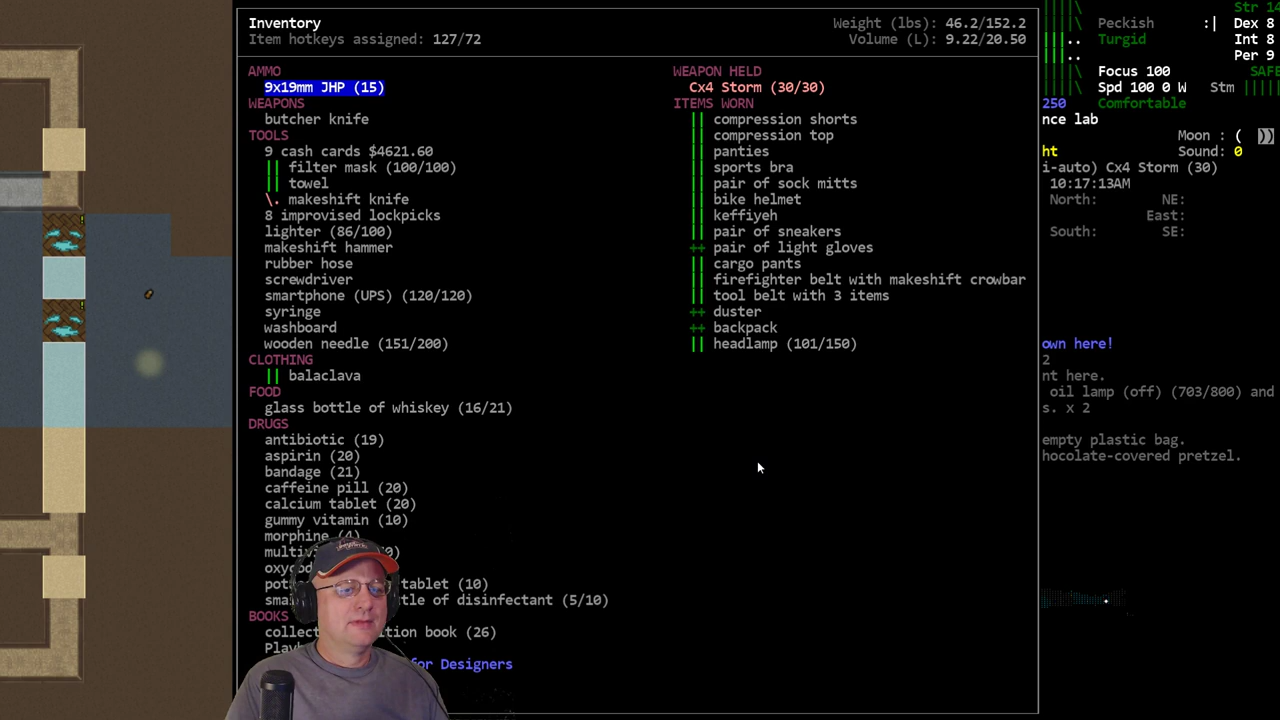 Inventory
Item hotkeys assigned: 127/72
Weight (lbs): 46.2/152.2
Volume (L): 9.22/20.50
AMMO
9x19mm JHP (15)
WEAPONS
butcher knife
TOOLS
9 cash cards $4621.60
|| filter mask (100/100)
|| towel
\. makeshift knife
8 improvised lockpicks
lighter (86/100)
makeshift hammer
rubber hose
screwdriver
smartphone (UPS) (120/120)
syringe
washboard
wooden needle (151/200)
CLOTHING
|| balaclava
FOOD
glass bottle of whiskey (16/21)
DRUGS
antibiotic (19)
aspirin (20)
bandage (21)
caffeine pill (20)
calcium tablet (20)
gummy vitamin (10)
morphine (4)
tablet (10)
of disinfectant (5/10)
BOOKS
book (26)
for Designers
WEAPON HELD
Cx4 Storm (30/30)
ITEMS WORN
|| compression shorts
|| compression top
|| panties
|| sports bra
|| pair of sock mitts
|| bike helmet
|| keffiyeh
|| pair of sneakers
++ pair of light gloves
|| cargo pants
|| firefighter belt with makeshift crowbar
|| tool belt with 3 items
++ duster
++ backpack
|| headlamp (101/150)
||||\ Str 14
||||\ Peckish :| Dex 8
|||.. Turgid Int 8
|||.. Per 9
||||\ Focus 100 SAFE
||||\ Spd 100 0 W Stm |||||
250 Comfortable
nce lab
Moon : ( ))
ht Sound: 0
i-auto) Cx4 Storm (30)
10:17:13AM
North: NE:
East:
South: SE:
own here!
2
nt here.
oil lamp (off) (703/800) and
s. x 2
empty plastic bag.
hocolate-covered pretzel.